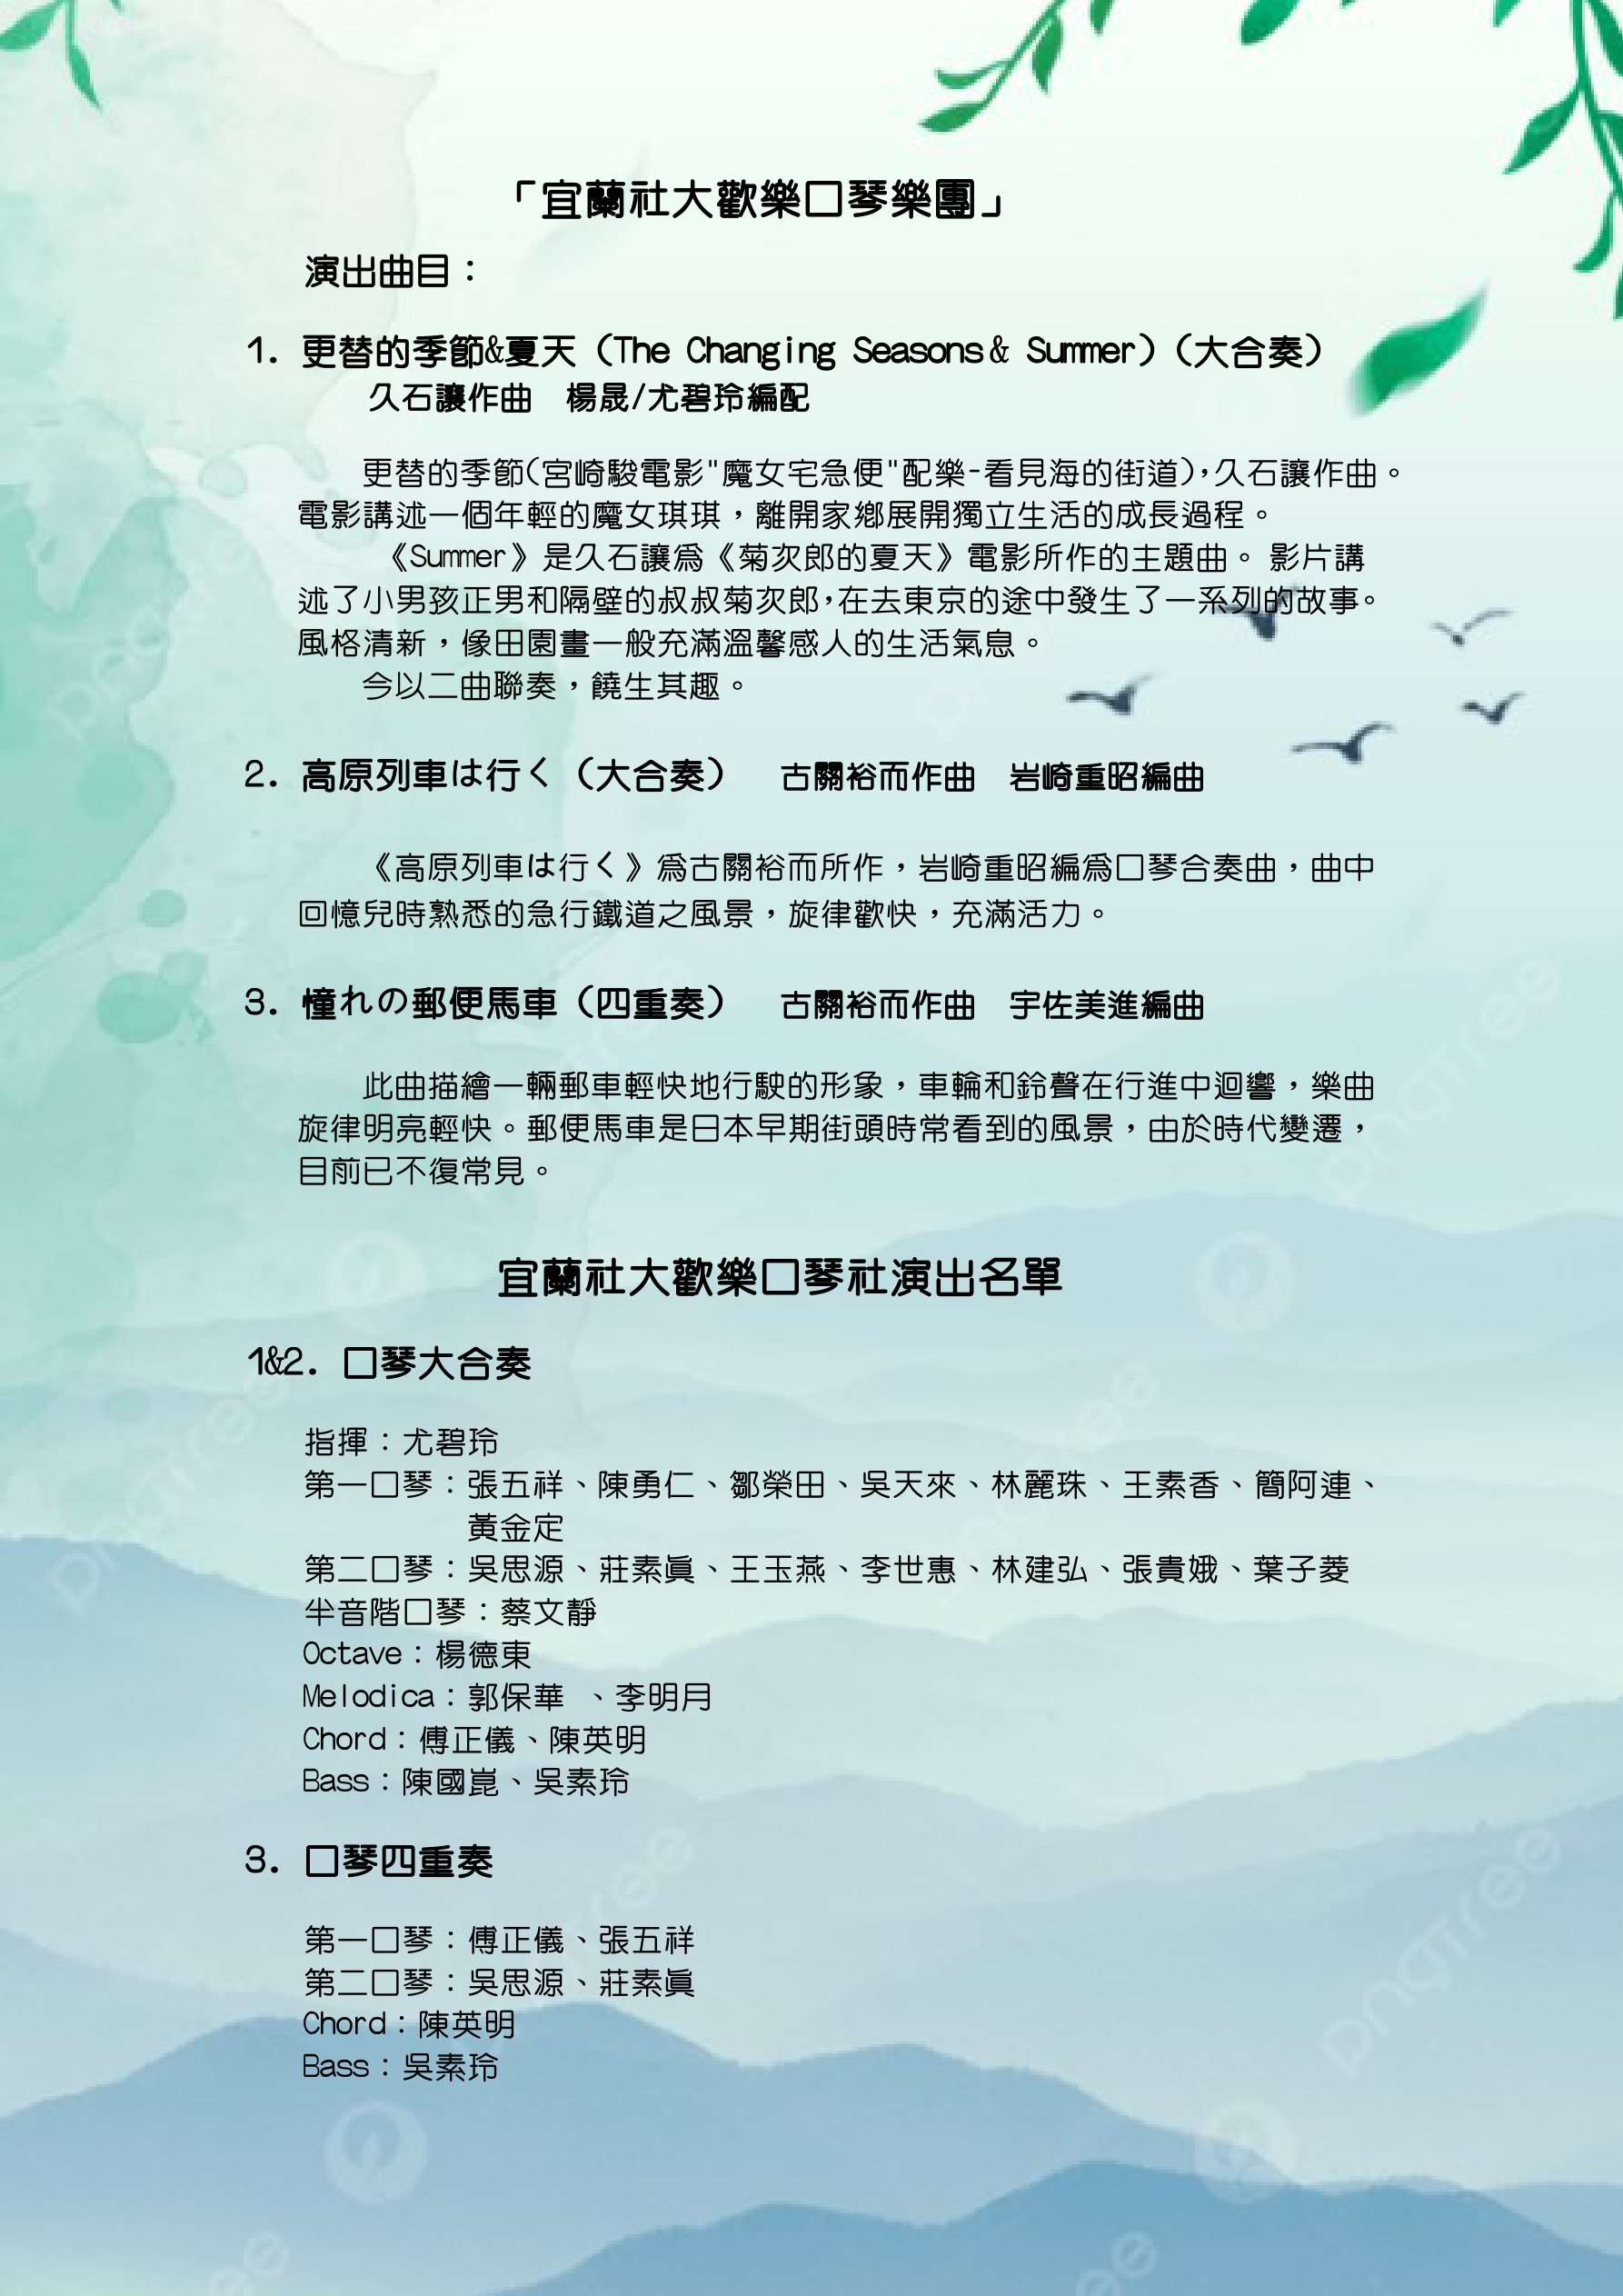 「宜蘭社大歡樂口琴樂團」
演出曲目：
1. 更替的季節&夏天（The Changing Seasons& Summer）（大合奏）
久石讓作曲　楊晟/尤碧玲編配
更替的季節(宮崎駿電影"魔女宅急便"配樂-看見海的街道)，久石讓作曲。
電影講述一個年輕的魔女琪琪，離開家鄉展開獨立生活的成長過程。
《Summer》是久石讓為《菊次郎的夏天》電影所作的主題曲。 影片講
述了小男孩正男和隔壁的叔叔菊次郎，在去東京的途中發生了一系列的故事。
風格清新，像田園畫一般充滿溫馨感人的生活氣息。
今以二曲聯奏，饒生其趣。
2. 高原列車は行く（大合奏）　古關裕而作曲　岩崎重昭編曲
《高原列車は行く》為古關裕而所作，岩崎重昭編為口琴合奏曲，曲中
回憶兒時熟悉的急行鐵道之風景，旋律歡快，充滿活力。
3. 憧れの郵便馬車（四重奏）　古關裕而作曲　宇佐美進編曲
此曲描繪一輛郵車輕快地行駛的形象，車輪和鈴聲在行進中迴響，樂曲
旋律明亮輕快。郵便馬車是日本早期街頭時常看到的風景，由於時代變遷，
目前已不復常見。
宜蘭社大歡樂口琴社演出名單
1&2. 口琴大合奏
指揮：尤碧玲
第一口琴：張五祥、陳勇仁、鄒榮田、吳天來、林麗珠、王素香、簡阿連、
黃金定
第二口琴：吳思源、莊素眞、王玉燕、李世惠、林建弘、張貴娥、葉子菱
半音階口琴：蔡文靜
Octave：楊德東
Melodica：郭保華 、李明月
Chord：傅正儀、陳英明
Bass：陳國崑、吳素玲
3. 口琴四重奏
第一口琴：傅正儀、張五祥
第二口琴：吳思源、莊素眞
Chord：陳英明
Bass：吳素玲